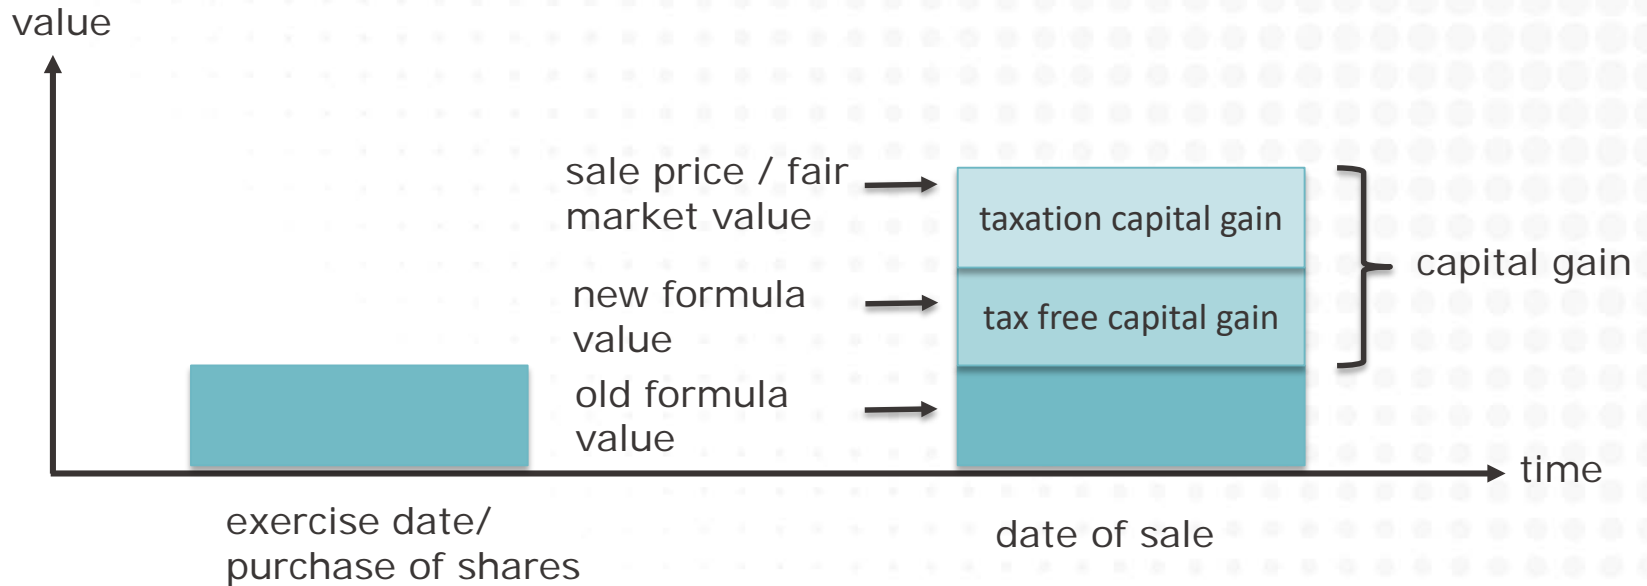 value
sale price / fair
market value
taxation capital gain
capital gain
new formula
value
tax free capital gain
old formula
value
time
exercise date/
purchase of shares
date of sale